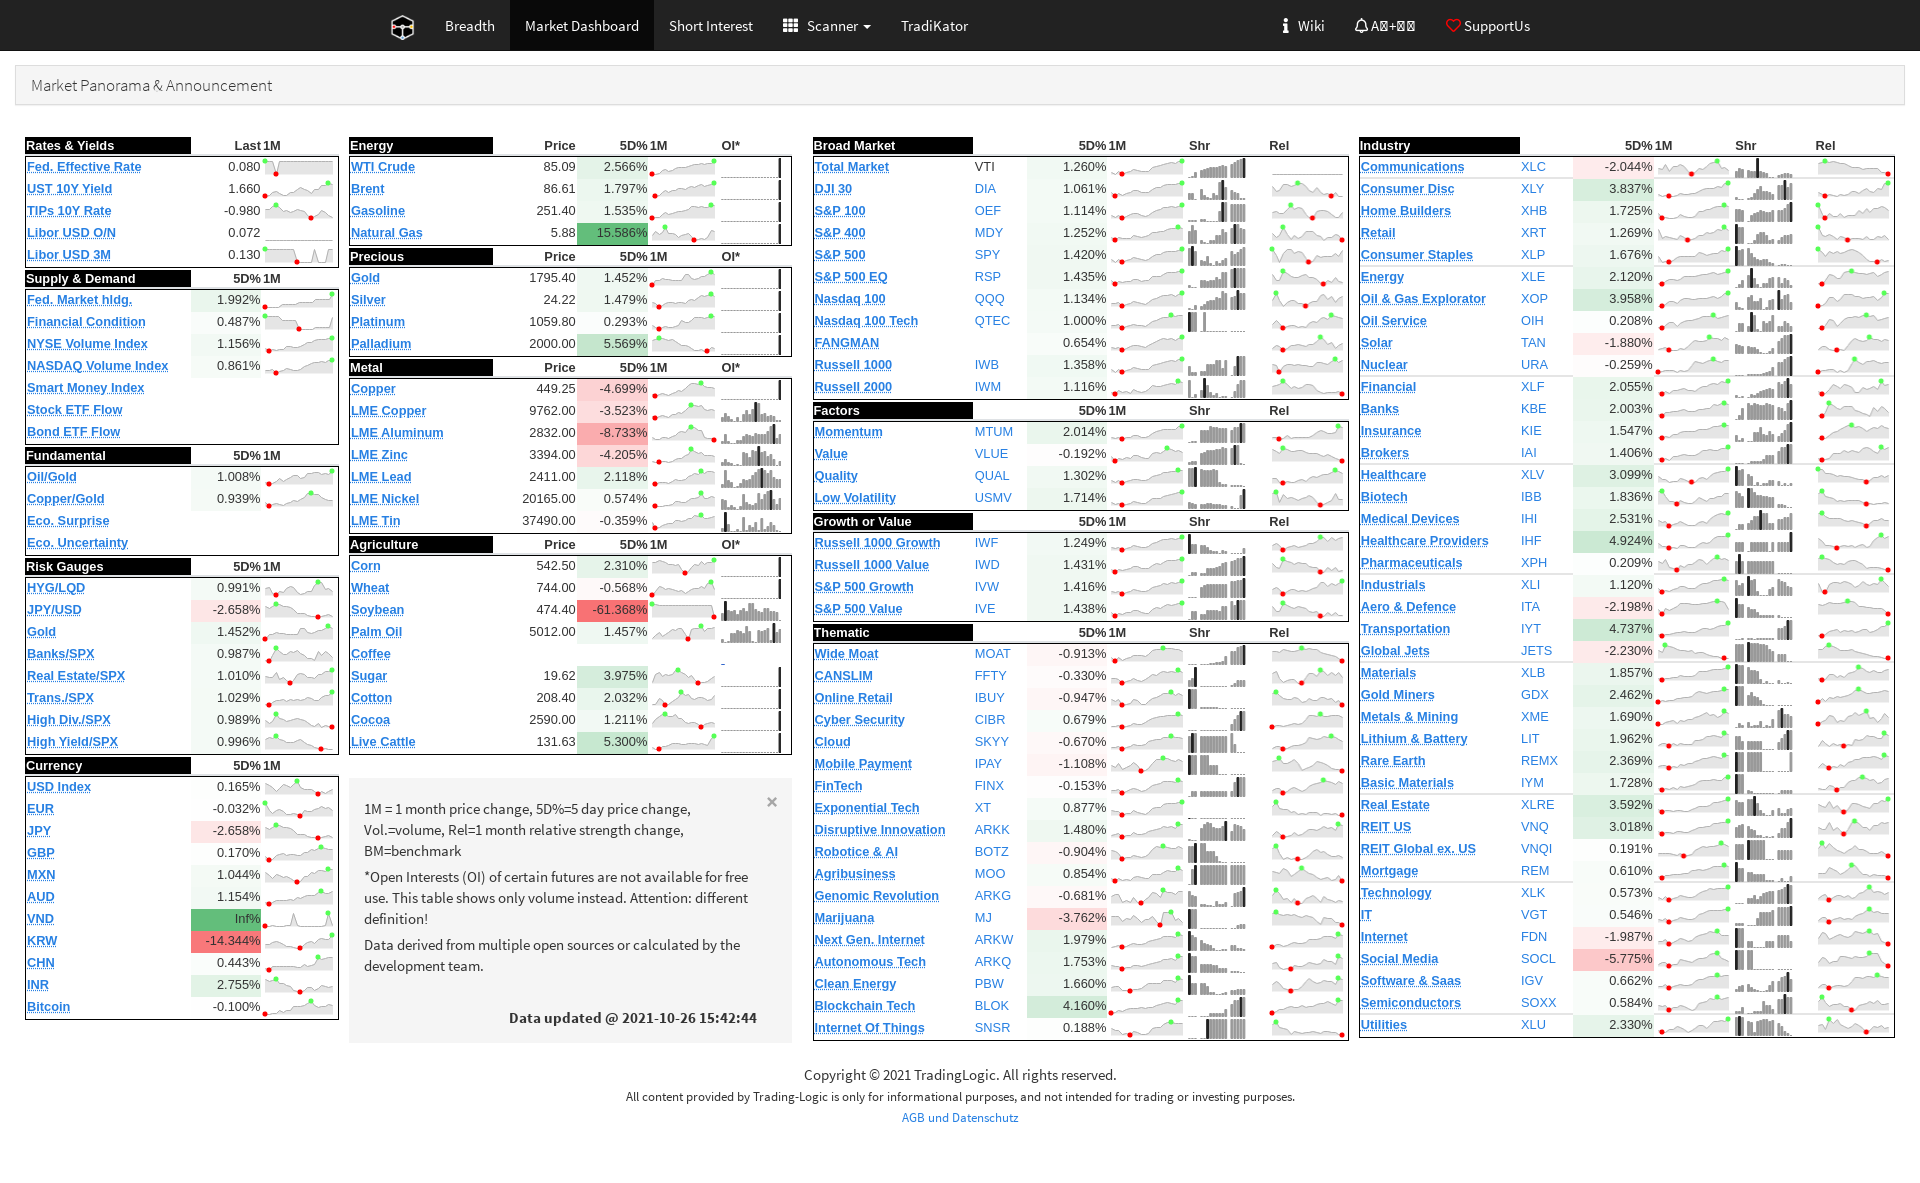 Breadth Market Dashboard Short Interest Scanner TradiKator Wiki SupportUs
Market Panorama & Announcement
Rates & Yields Last 1M
Fed. Effective Rate 0.080
UST 10Y Yield 1.660
TIPs 10Y Rate -0.980
Libor USD O/N 0.072
Libor USD 3M 0.130
Supply & Demand 5D% 1M
Fed. Market hldg. 1.992%
Financial Condition 0.487%
NYSE Volume Index 1.156%
NASDAQ Volume Index 0.861%
Smart Money Index
Stock ETF Flow
Bond ETF Flow
Fundamental 5D% 1M
Oil/Gold 1.008%
Copper/Gold 0.939%
Eco. Surprise
Eco. Uncertainty
Risk Gauges 5D% 1M
HYG/LQD 0.991%
JPY/USD -2.658%
Gold 1.452%
Banks/SPX 0.987%
Real Estate/SPX 1.010%
Trans./SPX 1.029%
High Div./SPX 0.989%
High Yield/SPX 0.996%
Currency 5D% 1M
USD Index 0.165%
EUR -0.032%
JPY -2.658%
GBP 0.170%
MXN 1.044%
AUD 1.154%
VND Inf%
KRW -14.344%
CHN 0.443%
INR 2.755%
Bitcoin -0.100%
Energy Price 5D% 1M OI*
WTI Crude 85.09 2.566%
Brent 86.61 1.797%
Gasoline 251.40 1.535%
Natural Gas 5.88 15.586%
Precious Price 5D% 1M OI*
Gold 1795.40 1.452%
Silver 24.22 1.479%
Platinum 1059.80 0.293%
Palladium 2000.00 5.569%
Metal Price 5D% 1M OI*
Copper 449.25 -4.699%
LME Copper 9762.00 -3.523%
LME Aluminum 2832.00 -8.733%
LME Zinc 3394.00 -4.205%
LME Lead 2411.00 2.118%
LME Nickel 20165.00 0.574%
LME Tin 37490.00 -0.359%
Agriculture Price 5D% 1M OI*
Corn 542.50 2.310%
Wheat 744.00 -0.568%
Soybean 474.40 -61.368%
Palm Oil 5012.00 1.457%
Coffee -
Sugar 19.62 3.975%
Cotton 208.40 2.032%
Cocoa 2590.00 1.211%
Live Cattle 131.63 5.300%
×
1M = 1 month price change, 5D%=5 day price change,
Vol.=volume, Rel=1 month relative strength change,
BM=benchmark
*Open Interests (OI) of certain futures are not available for free
use. This table shows only volume instead. Attention: different
definition!
Data derived from multiple open sources or calculated by the
development team.
Data updated @ 2021-10-26 15:42:44
Broad Market 5D% 1M Shr Rel
Total Market VTI 1.260%
DJI 30 DIA 1.061%
S&P 100 OEF 1.114%
S&P 400 MDY 1.252%
S&P 500 SPY 1.420%
S&P 500 EQ RSP 1.435%
Nasdaq 100 QQQ 1.134%
Nasdaq 100 Tech QTEC 1.000%
FANGMAN 0.654%
Russell 1000 IWB 1.358%
Russell 2000 IWM 1.116%
Factors 5D% 1M Shr Rel
Momentum MTUM 2.014%
Value VLUE -0.192%
Quality QUAL 1.302%
Low Volatility USMV 1.714%
Growth or Value 5D% 1M Shr Rel
Russell 1000 Growth IWF 1.249%
Russell 1000 Value IWD 1.431%
S&P 500 Growth IVW 1.416%
S&P 500 Value IVE 1.438%
Thematic 5D% 1M Shr Rel
Wide Moat MOAT -0.913%
CANSLIM FFTY -0.330%
Online Retail IBUY -0.947%
Cyber Security CIBR 0.679%
Cloud SKYY -0.670%
Mobile Payment IPAY -1.108%
FinTech FINX -0.153%
Exponential Tech XT 0.877%
Disruptive Innovation ARKK 1.480%
Robotice & AI BOTZ -0.904%
Agribusiness MOO 0.854%
Genomic Revolution ARKG -0.681%
Marijuana MJ -3.762%
Next Gen. Internet ARKW 1.979%
Autonomous Tech ARKQ 1.753%
Clean Energy PBW 1.660%
Blockchain Tech BLOK 4.160%
Internet Of Things SNSR 0.188%
Industry 5D% 1M Shr Rel
Communications XLC -2.044%
Consumer Disc XLY 3.837%
Home Builders XHB 1.725%
Retail XRT 1.269%
Consumer Staples XLP 1.676%
Energy XLE 2.120%
Oil & Gas Explorator XOP 3.958%
Oil Service OIH 0.208%
Solar TAN -1.880%
Nuclear URA -0.259%
Financial XLF 2.055%
Banks KBE 2.003%
Insurance KIE 1.547%
Brokers IAI 1.406%
Healthcare XLV 3.099%
Biotech IBB 1.836%
Medical Devices IHI 2.531%
Healthcare Providers IHF 4.924%
Pharmaceuticals XPH 0.209%
Industrials XLI 1.120%
Aero & Defence ITA -2.198%
Transportation IYT 4.737%
Global Jets JETS -2.230%
Materials XLB 1.857%
Gold Miners GDX 2.462%
Metals & Mining XME 1.690%
Lithium & Battery LIT 1.962%
Rare Earth REMX 2.369%
Basic Materials IYM 1.728%
Real Estate XLRE 3.592%
REIT US VNQ 3.018%
REIT Global ex. US VNQI 0.191%
Mortgage REM 0.610%
Technology XLK 0.573%
IT VGT 0.546%
Internet FDN -1.987%
Social Media SOCL -5.775%
Software & Saas IGV 0.662%
Semiconductors SOXX 0.584%
Utilities XLU 2.330%
Copyright © 2021 TradingLogic. All rights reserved.
All content provided by Trading-Logic is only for informational purposes, and not intended for trading or investing purposes.
AGB und Datenschutz